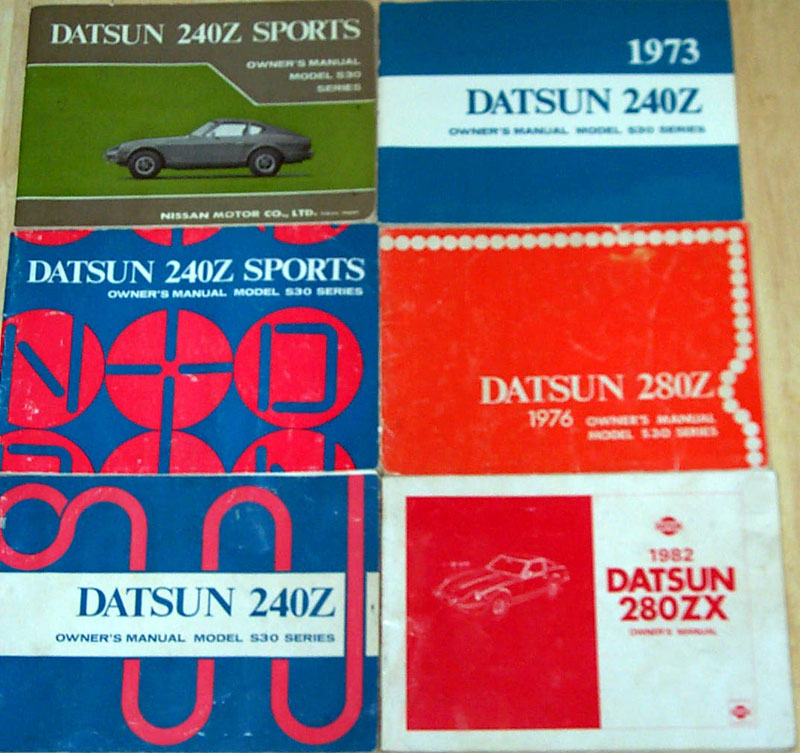 DATSUN 240Z SPORTS
OWNER'S MANUAL
MODEL S30
SERIES
NISSAN MOTOR CO., LTD.
1973
DATSUN 240Z
OWNER'S MANUAL MODEL S30 SERIES
DATSUN 240Z SPORTS
OWNER'S MANUAL MODEL S30 SERIES
DATSUN 280Z
1976 OWNER'S MANUAL
MODEL S30 SERIES
DATSUN 240Z
OWNER'S MANUAL MODEL S30 SERIES
1982
DATSUN
280ZX
OWNER'S MANUAL